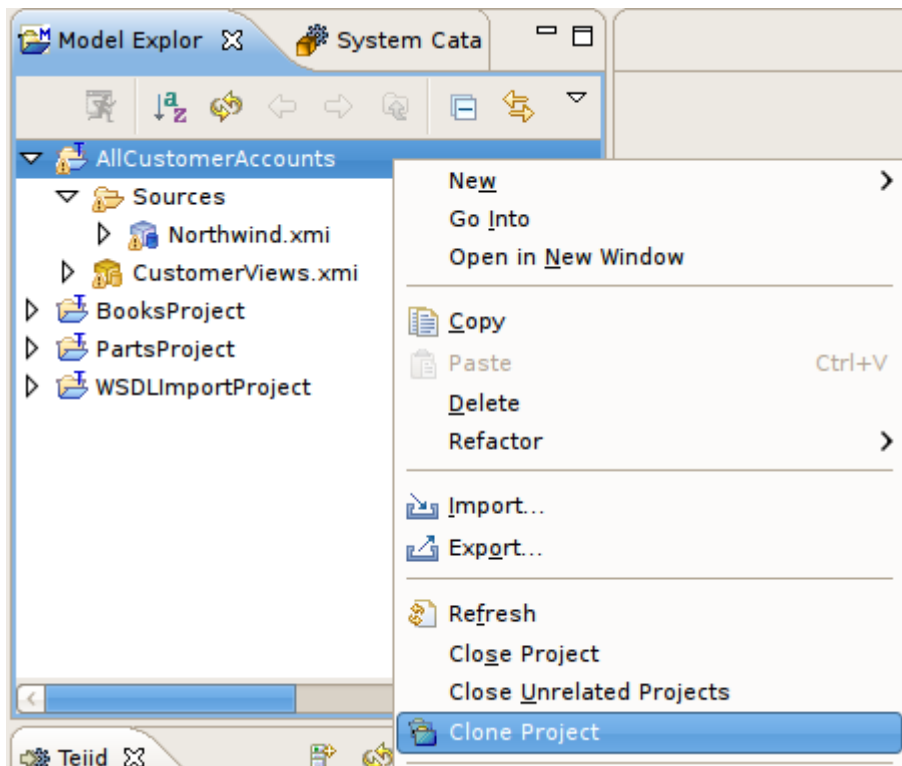 Model Explor
System Cata
AllCustomerAccounts
Sources
Northwind.xmi
CustomerViews.xmi
BooksProject
PartsProject
WSDLImportProject
New
Go Into
Open in New Window
Copy
Paste Ctrl+V
Delete
Refactor
Import...
Export...
Refresh
Close Project
Close Unrelated Projects
Clone Project
Teiid